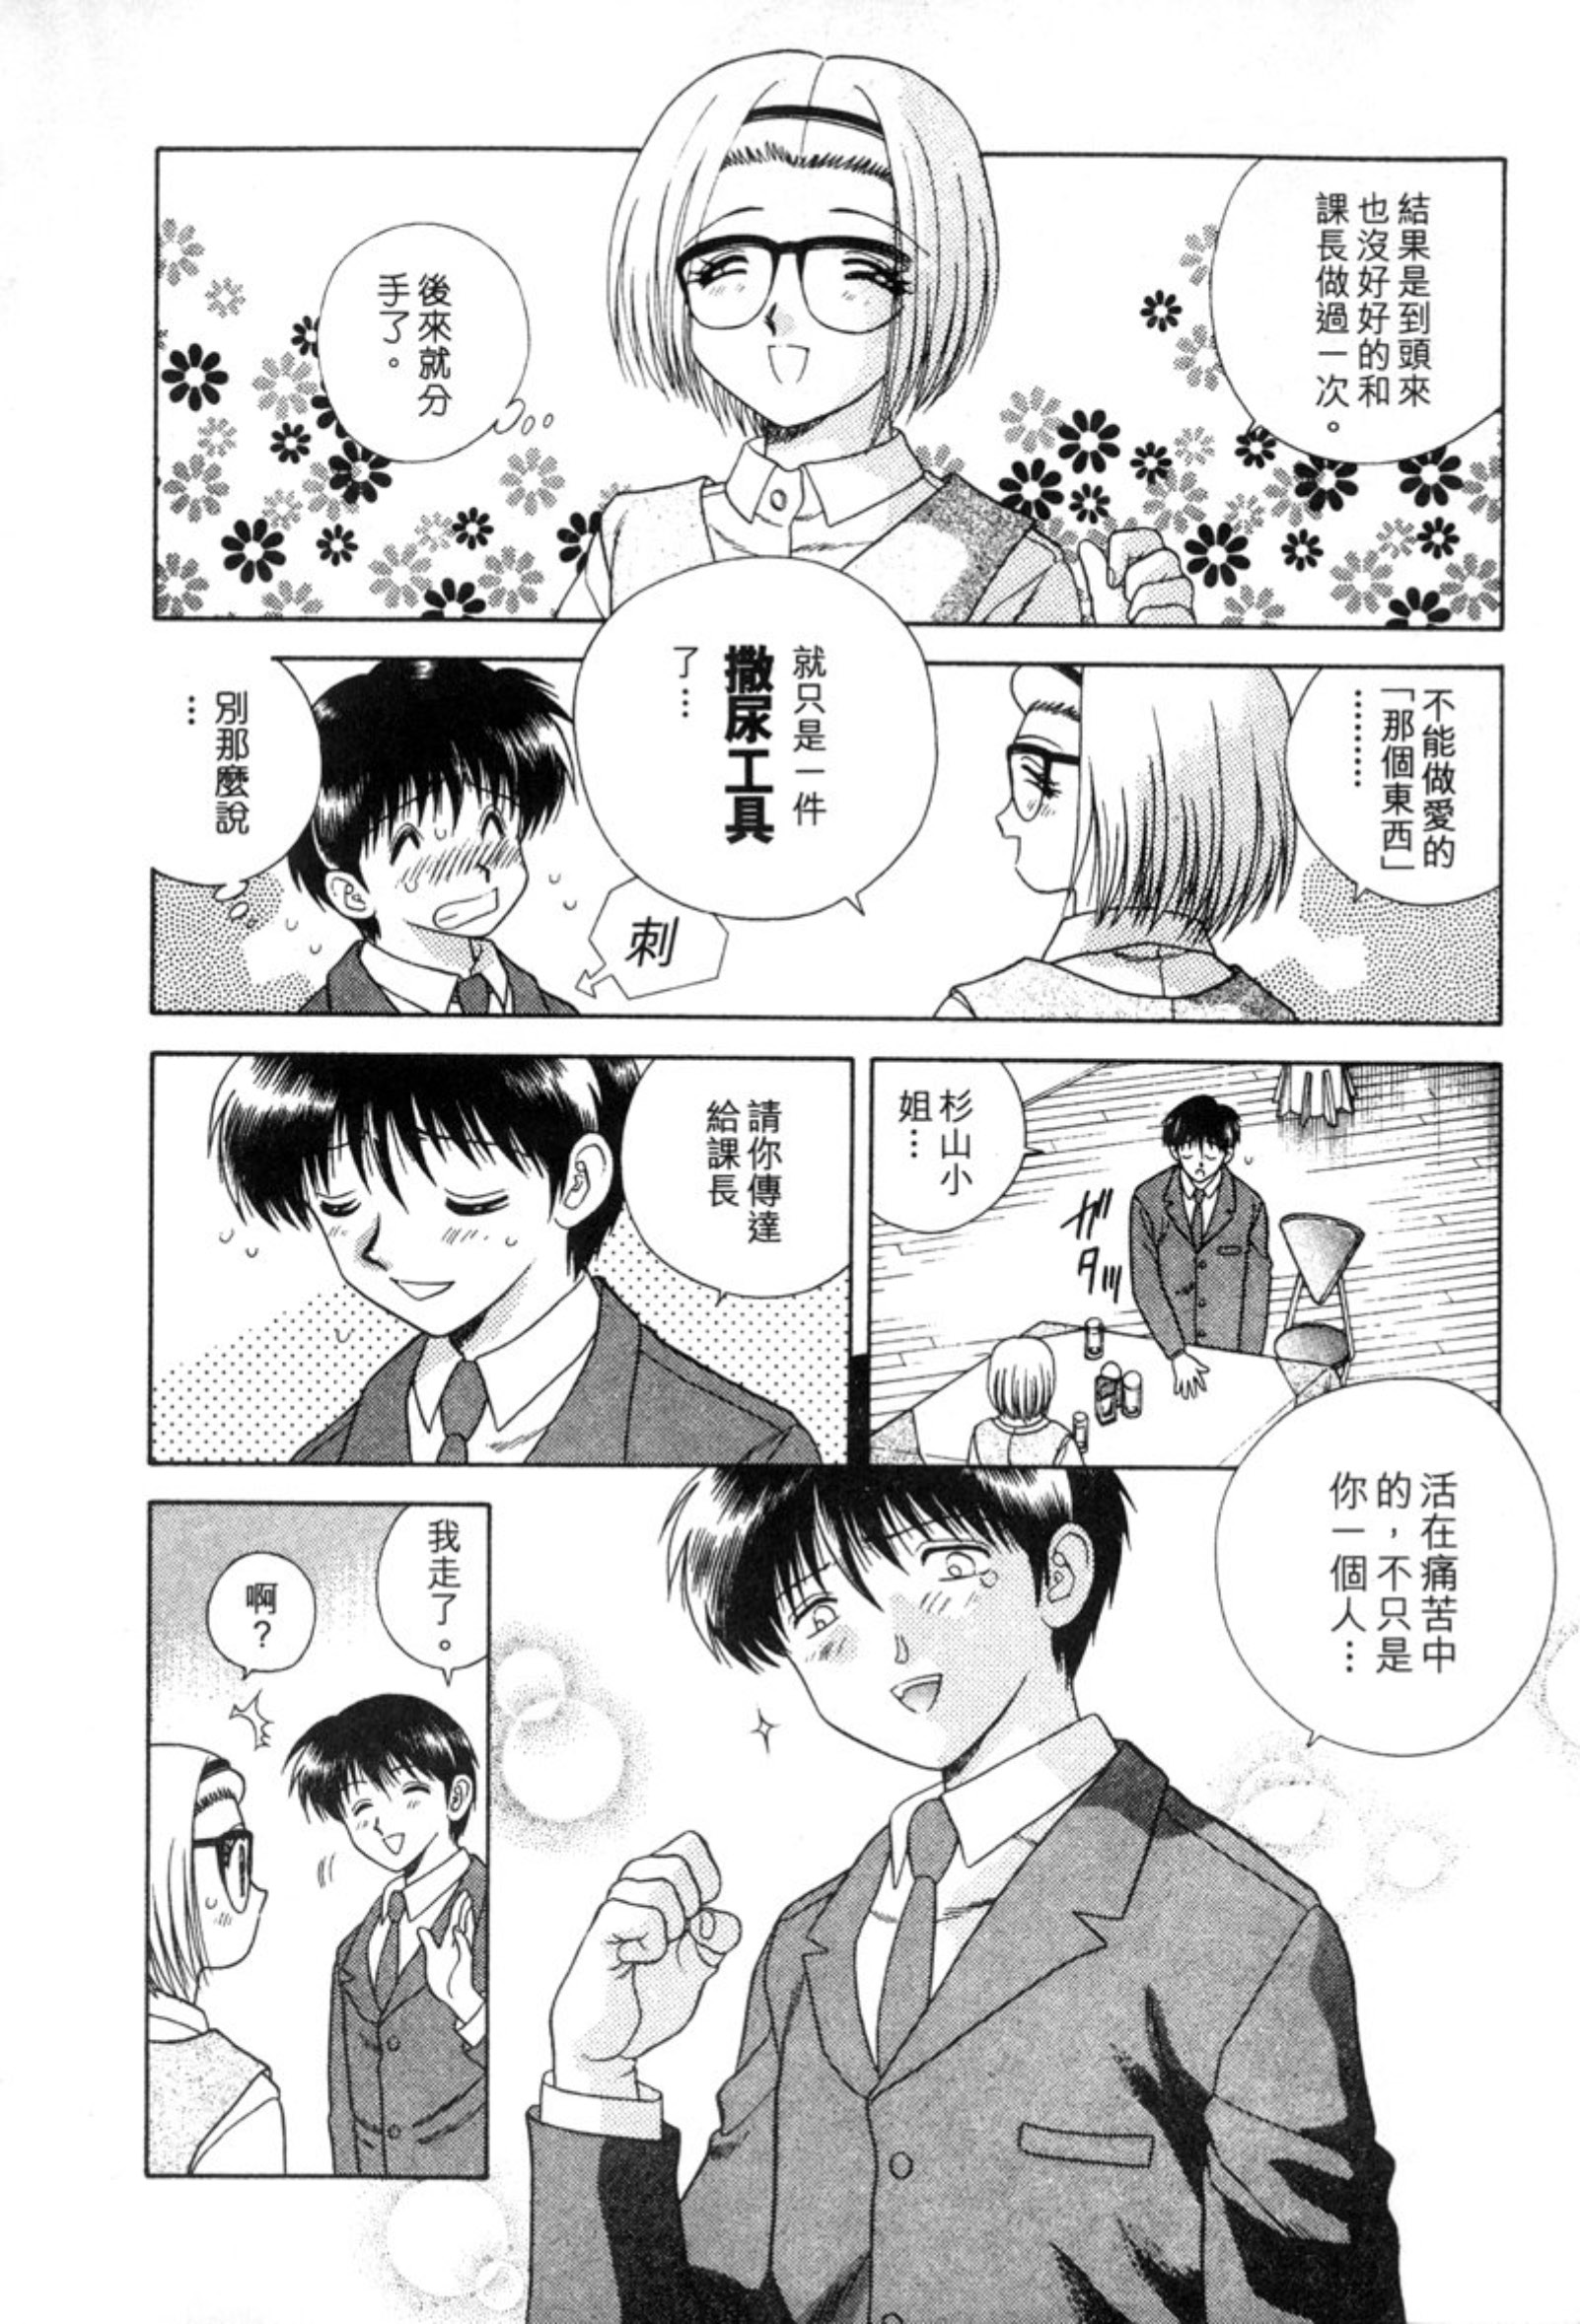 結果是到頭來
也沒好好的和
課長做過一次。
後來就分
手了。
不能做愛的
「那個東西」
………
就只是一件
撒尿工具
了…
刺
別那麼說
…
杉山小
姐…
ガタッ
請你傳達
給課長
活在痛苦中
的，不只是
你一個人…
我走了。
啊？